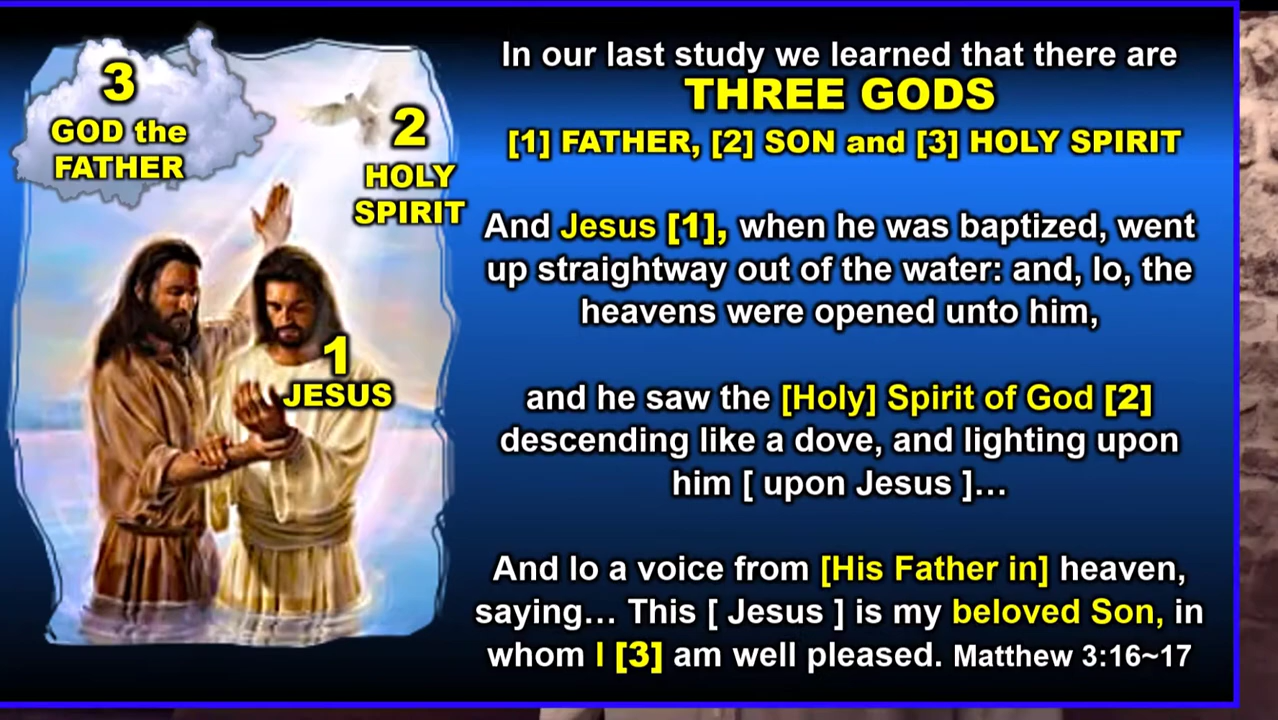 3
GOD the
FATHER
2
HOLY
SPIRIT
1
JESUS
In our last study we learned that there are
THREE GODS
[1] FATHER, [2] SON and [3] HOLY SPIRIT
And Jesus [1], when he was baptized, went
up straightway out of the water: and, lo, the
heavens were opened unto him,
and he saw the [Holy] Spirit of God [2]
descending like a dove, and lighting upon
him [ upon Jesus ]...
And lo a voice from [His Father in] heaven,
saying... This [ Jesus ] is my beloved Son, in
whom I [3] am well pleased. Matthew 3:16~17